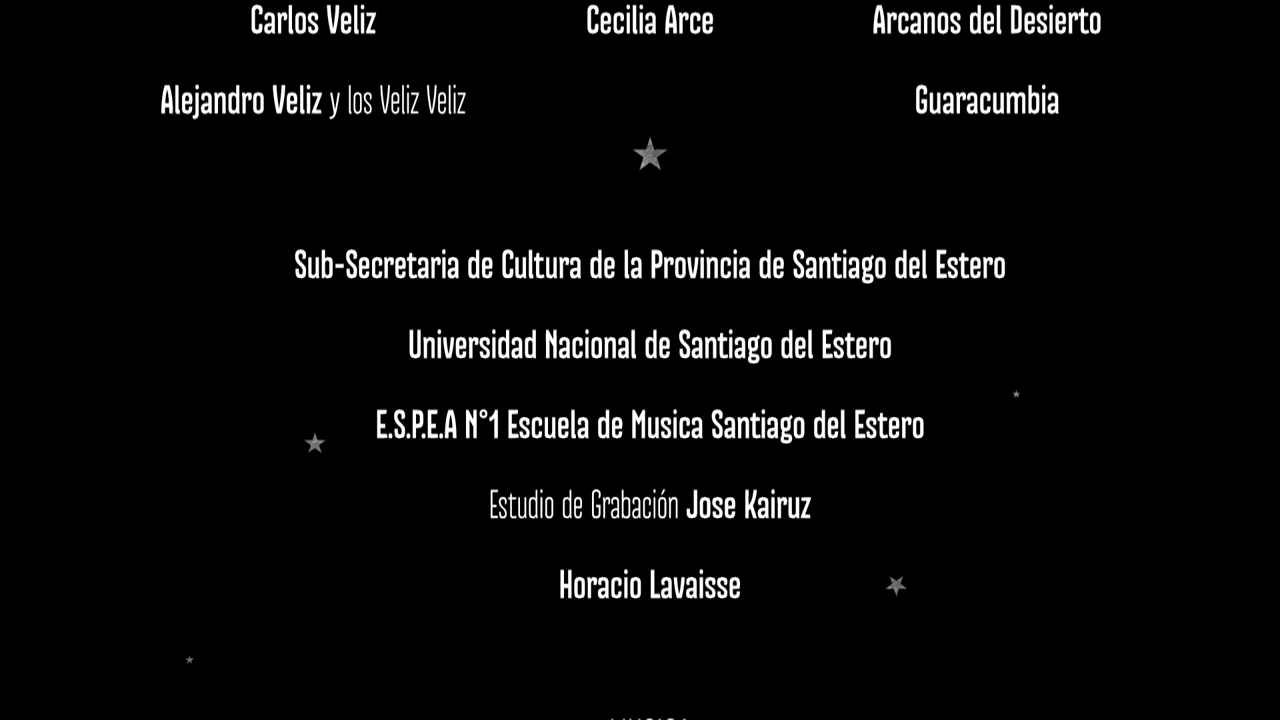 Carlos Veliz Cecilia Arce Arcanos del Desierto
Alejandro Veliz y los Veliz Veliz Guaracumbia
Sub-Secretaria de Cultura de la Provincia de Santiago del Estero
Universidad Nacional de Santiago del Estero
E.S.P.E.A N°1 Escuela de Musica Santiago del Estero
Estudio de Grabación Jose Kairuz
Horacio Lavaisse